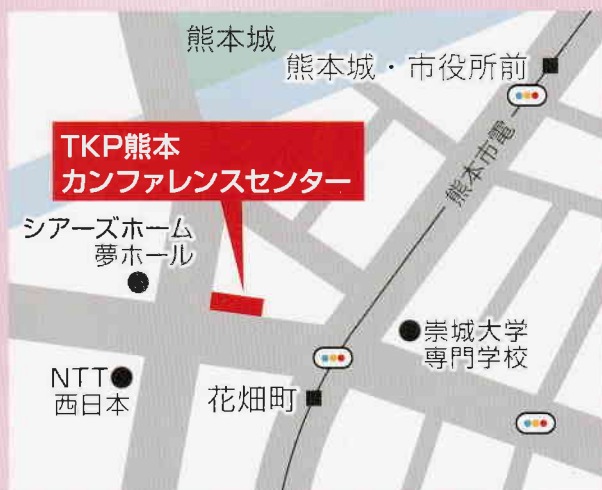 熊本城
熊本城・市役所前
TKP熊本
カンファレンスセンター
熊本市電
シアーズホーム
夢ホール
崇城大学
専門学校
NTT
西日本
花畑町